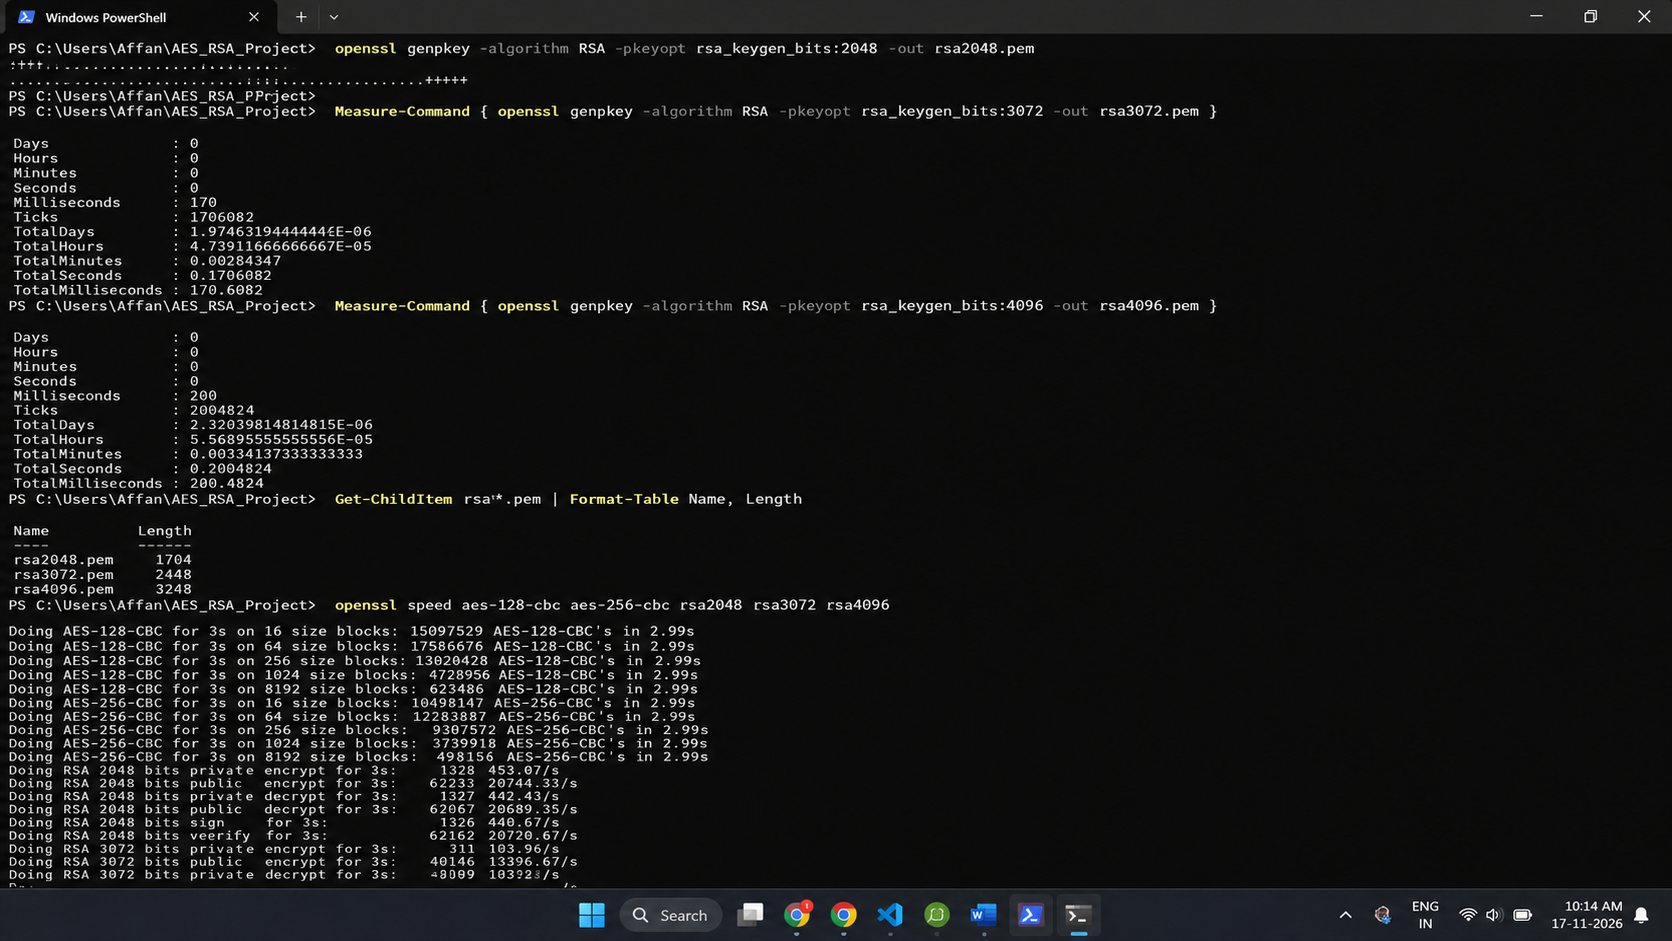 Windows PowerShell
PS C:\Users\Affan\AES_RSA_Project> openssl genpkey -algorithm RSA -pkeyopt rsa_keygen_bits:2048 -out rsa2048.pem
PS C:\Users\Affan\AES_RSA_Project>
PS C:\Users\Affan\AES_RSA_Project> Measure-Command { openssl genpkey -algorithm RSA -pkeyopt rsa_keygen_bits:3072 -out rsa3072.pem }
Days : 0
Hours : 0
Minutes : 0
Seconds : 0
Milliseconds : 170
Ticks : 1706082
TotalDays :
TotalHours : 4.73911666666667E-05
TotalMinutes : 0.00284347
TotalSeconds : 0.1706082
TotalMilliseconds : 170.6082
PS C:\Users\Affan\AES_RSA_Project> Measure-Command { openssl genpkey -algorithm RSA -pkeyopt rsa_keygen_bits:4096 -out rsa4096.pem }
Days : 0
Hours : 0
Minutes : 0
Seconds : 0
Milliseconds : 200
Ticks : 2004824
TotalDays : 2.32039814814815E-06
TotalHours : 5.56895555555556E-05
TotalMinutes : 0.00334137333333333
TotalSeconds : 0.2004824
TotalMilliseconds : 200.4824
PS C:\Users\Affan\AES_RSA_Project> Get-ChildItem rsa*.pem | Format-Table Name, Length
Name Length
---- ------
rsa2048.pem 1704
rsa3072.pem 2448
rsa4096.pem 3248
PS C:\Users\Affan\AES_RSA_Project> openssl speed aes-128-cbc aes-256-cbc rsa2048 rsa3072 rsa4096
Doing AES-128-CBC for 3s on 16 size blocks: 15097529 AES-128-CBC's in 2.99s
Doing AES-128-CBC for 3s on 64 size blocks: 17586676 AES-128-CBC's in 2.99s
Doing AES-128-CBC for 3s on 256 size blocks: 13020428 AES-128-CBC's in 2.99s
Doing AES-128-CBC for 3s on 1024 size blocks: 4728956 AES-128-CBC's in 2.99s
Doing AES-128-CBC for 3s on 8192 size blocks: 623486 AES-128-CBC's in 2.99s
Doing AES-256-CBC for 3s on 16 size blocks: 10498147 AES-256-CBC's in 2.99s
Doing AES-256-CBC for 3s on 64 size blocks: 12283887 AES-256-CBC's in 2.99s
Doing AES-256-CBC for 3s on 256 size blocks: 9307572 AES-256-CBC's in 2.99s
Doing AES-256-CBC for 3s on 1024 size blocks: 3739918 AES-256-CBC's in 2.99s
Doing AES-256-CBC for 3s on 8192 size blocks: 498156 AES-256-CBC's in 2.99s
Doing RSA 2048 bits private encrypt for 3s: 1328 453.07/s
Doing RSA 2048 bits public encrypt for 3s: 62233 20744.33/s
Doing RSA 2048 bits private decrypt for 3s: 1327 442.43/s
Doing RSA 2048 bits public decrypt for 3s: 62067 20689.35/s
Doing RSA 2048 bits sign for 3s: 1326 440.67/s
Doing RSA 2048 bits veerify for 3s: 62162 20720.67/s
Doing RSA 3072 bits private encrypt for 3s: 311 103.96/s
Doing RSA 3072 bits public encrypt for 3s: 40146 13396.67/s
Doing RSA 3072 bits private decrypt for 3s:
Search
1
ENG
IN
10:14 AM
17-11-2026